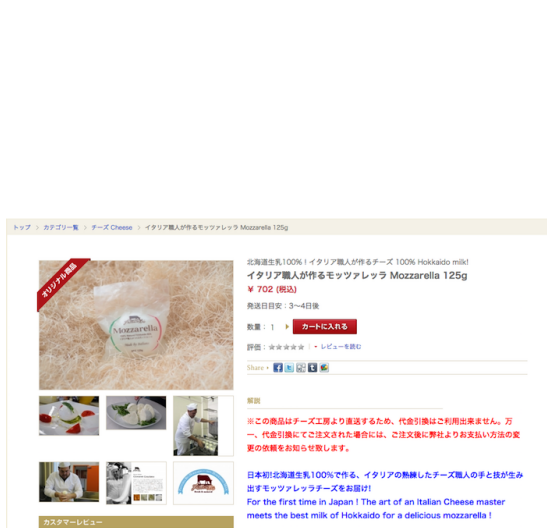 トップ > カテゴリ一覧 > チーズ Cheese > イタリア職人が作るモッツァレッラ Mozzarella 125g
オリジナル商品
Mozzarella
北海道生乳100%！イタリア職人が作るチーズ 100% Hokkaido milk!
イタリア職人が作るモッツァレッラ Mozzarella 125g
¥ 702 (税込)
発送日目安：3〜4日後
数量： 1 カートに入れる
評価：★★★★★ | レビューを読む
Share
解説
※この商品はチーズ工房より直送するため、代金引換はご利用出来ません。万
一、代金引換にてご注文された場合には、ご注文後に弊社よりお支払い方法の変
更の依頼をお知らせ致します。
日本初!北海道生乳100%で作る、イタリアの熟練したチーズ職人の手と技が生み
出すモッツァレッラチーズをお届け!
For the first time in Japan ! The art of an Italian Cheese master
meets the best milk of Hokkaido for a delicious mozzarella !
カスタマーレビュー